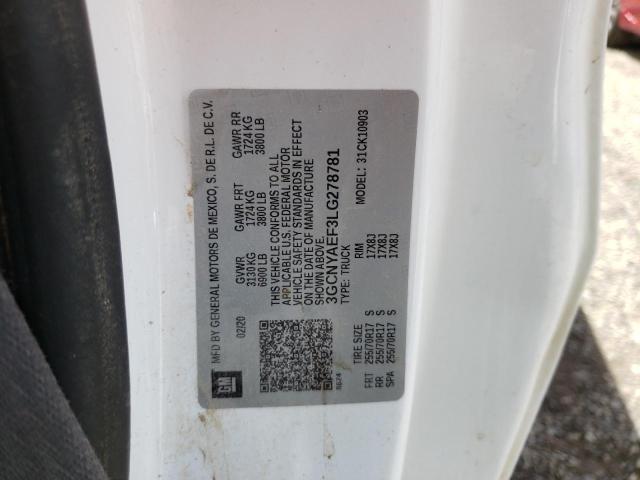 MFD BY GENERAL MOTORS DE MEXICO, S. DE R.L. DE C.V.
02/20 GVWR GAWR FRT GAWR RR
3130 KG 1724 KG 1724 KG
6900 LB 3800 LB 3800 LB
THIS VEHICLE CONFORMS TO ALL
APPLICABLE U.S. FEDERAL MOTOR
VEHICLE SAFETY STANDARDS IN EFFECT
ON THE DATE OF MANUFACTURE
SHOWN ABOVE.
3GCNYAEF3LG278781
TYPE: TRUCK MODEL: 31CK10903
TIRE SIZE RIM
FRT 255/70R17 S 17X8J
RR 255/70R17 S 17X8J
SPA 255/70R17 S 17X8J
GM